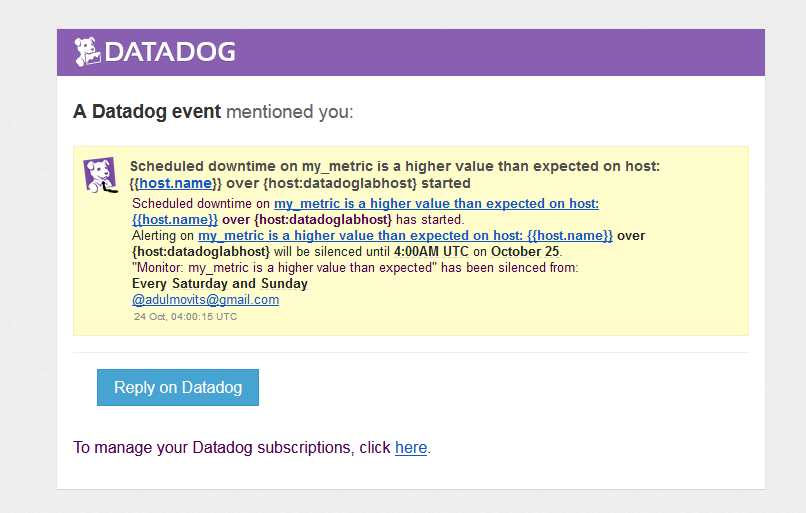 DATADOG
A Datadog event mentioned you:
Scheduled downtime on my_metric is a higher value than expected on host:
{{host.name}} over {host:datadoglabhost} started
Scheduled downtime on my_metric is a higher value than expected on host:
{{host.name}} over {host:datadoglabhost} has started.
Alerting on my_metric is a higher value than expected on host: {{host.name}} over
{host:datadoglabhost} will be silenced until 4:00AM UTC on October 25.
"Monitor: my_metric is a higher value than expected" has been silenced from:
Every Saturday and Sunday
@adulmovits@gmail.com
24 Oct, 04:00:15 UTC
Reply on Datadog
To manage your Datadog subscriptions, click here.